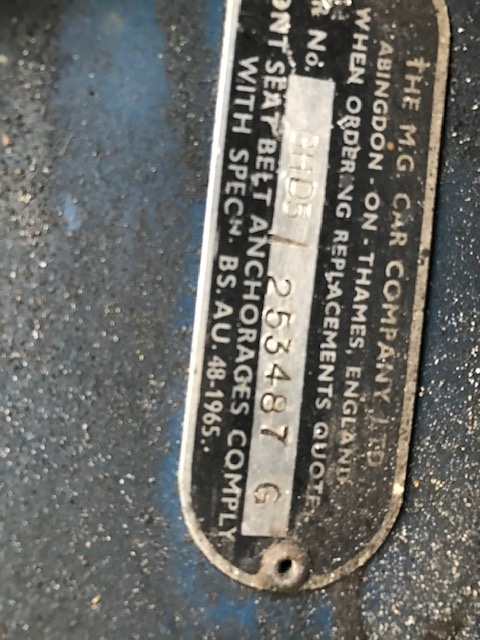 THE M.G. CAR COMPANY LTD
ABINGDON - ON - THAMES, ENGLAND
WHEN ORDERING REPLACEMENTS QUOTE
R No. GHD5 / 253487 G
ONT SEAT BELT ANCHORAGES COMPLY
WITH SPECN. BS. AU. 48-1965.